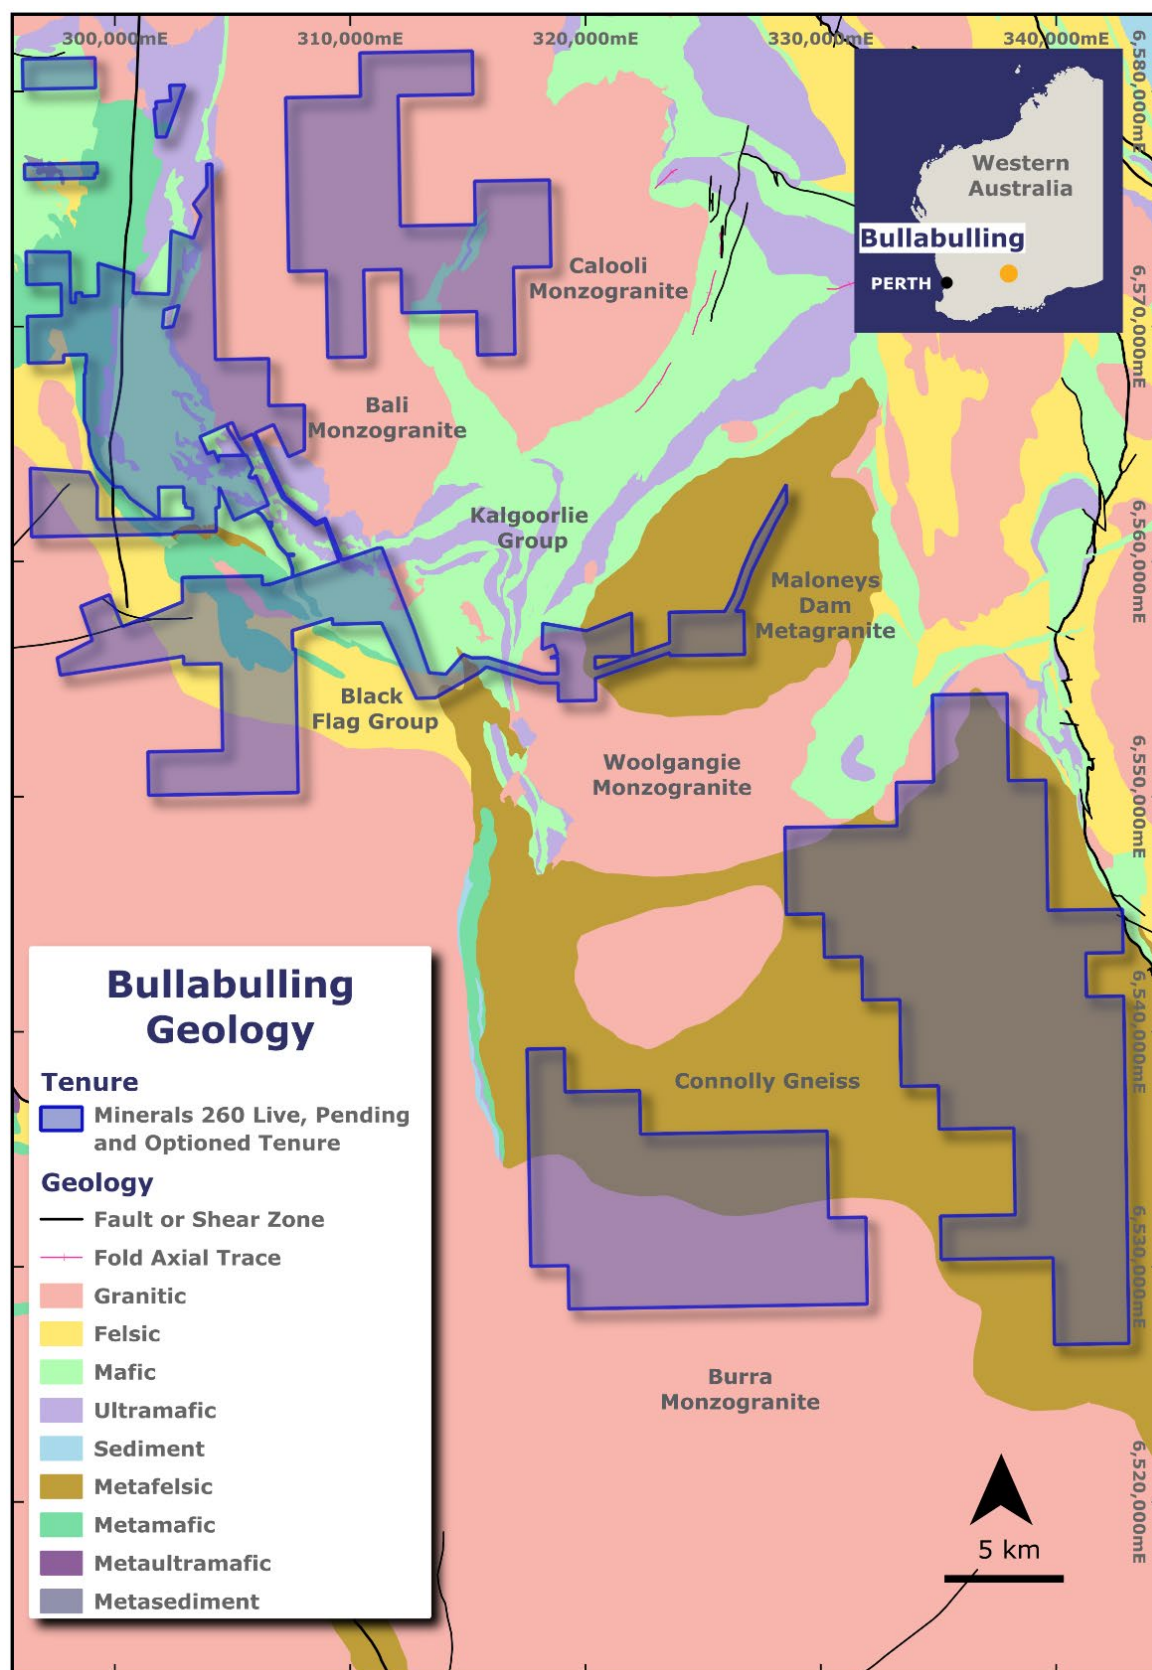 300,000mE
310,000mE
320,000mE
330,000mE
340,000mE
6,580,000mE
Western
Australia
Bullabulling
PERTH
6,570,000mE
Calooli
Monzogranite
Bali
Monzogranite
Kalgoorlie
Group
6,560,000mE
Maloneys
Dam
Metagranite
Black
Flag Group
Woolgangie
Monzogranite
6,550,000mE
6,540,000mE
Connolly Gneiss
6,530,000mE
Burra
Monzogranite
6,520,000mE
5 km
Bullabulling
Geology
Tenure
Minerals 260 Live, Pending
and Optioned Tenure
Geology
Fault or Shear Zone
Fold Axial Trace
Granitic
Felsic
Mafic
Ultramafic
Sediment
Metafelsic
Metamafic
Metaultramafic
Metasediment